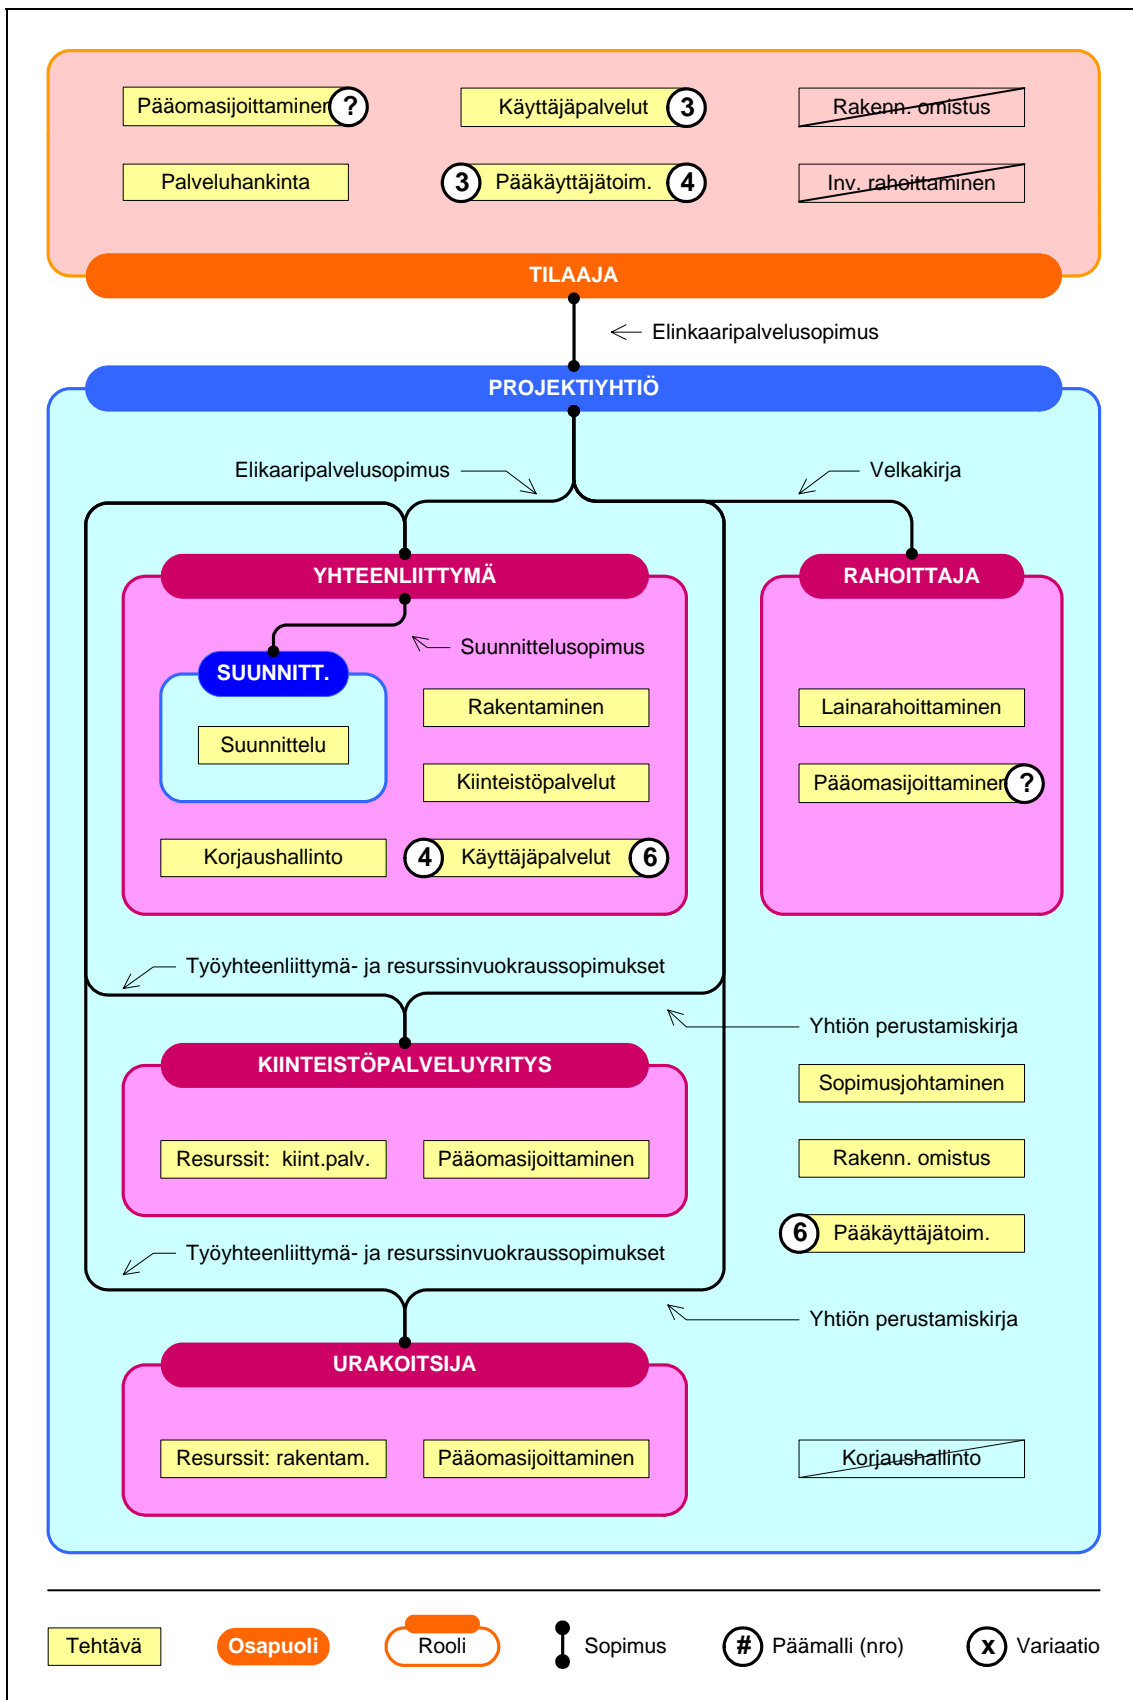 Pääomasijoittaminen ?
Käyttäjäpalvelut 3
Rakenn. omistus
Palveluhankinta
3 Pääkäyttäjätoim. 4
Inv. rahoittaminen
TILAAJA
Elinkaaripalvelusopimus
PROJEKTIYHTIÖ
Elikaaripalvelusopimus
Velkakirja
YHTEENLIITTYMÄ
RAHOITTAJA
Suunnittelusopimus
SUUNNITT.
Rakentaminen
Lainarahoittaminen
Suunnittelu
Kiinteistöpalvelut
Pääomasijoittaminen ?
Korjaushallinto
4 Käyttäjäpalvelut 6
Työyhteenliittymä- ja resurssinvuokraussopimukset
Yhtiön perustamiskirja
KIINTEISTÖPALVELUYRITYS
Sopimusjohtaminen
Resurssit: kiint.palv.
Pääomasijoittaminen
Rakenn. omistus
6 Pääkäyttäjätoim.
Työyhteenliittymä- ja resurssinvuokraussopimukset
Yhtiön perustamiskirja
URAKOITSIJA
Resurssit: rakentam.
Pääomasijoittaminen
Korjaushallinto
Tehtävä
Osapuoli
Rooli
Sopimus
# Päämalli (nro)
x Variaatio